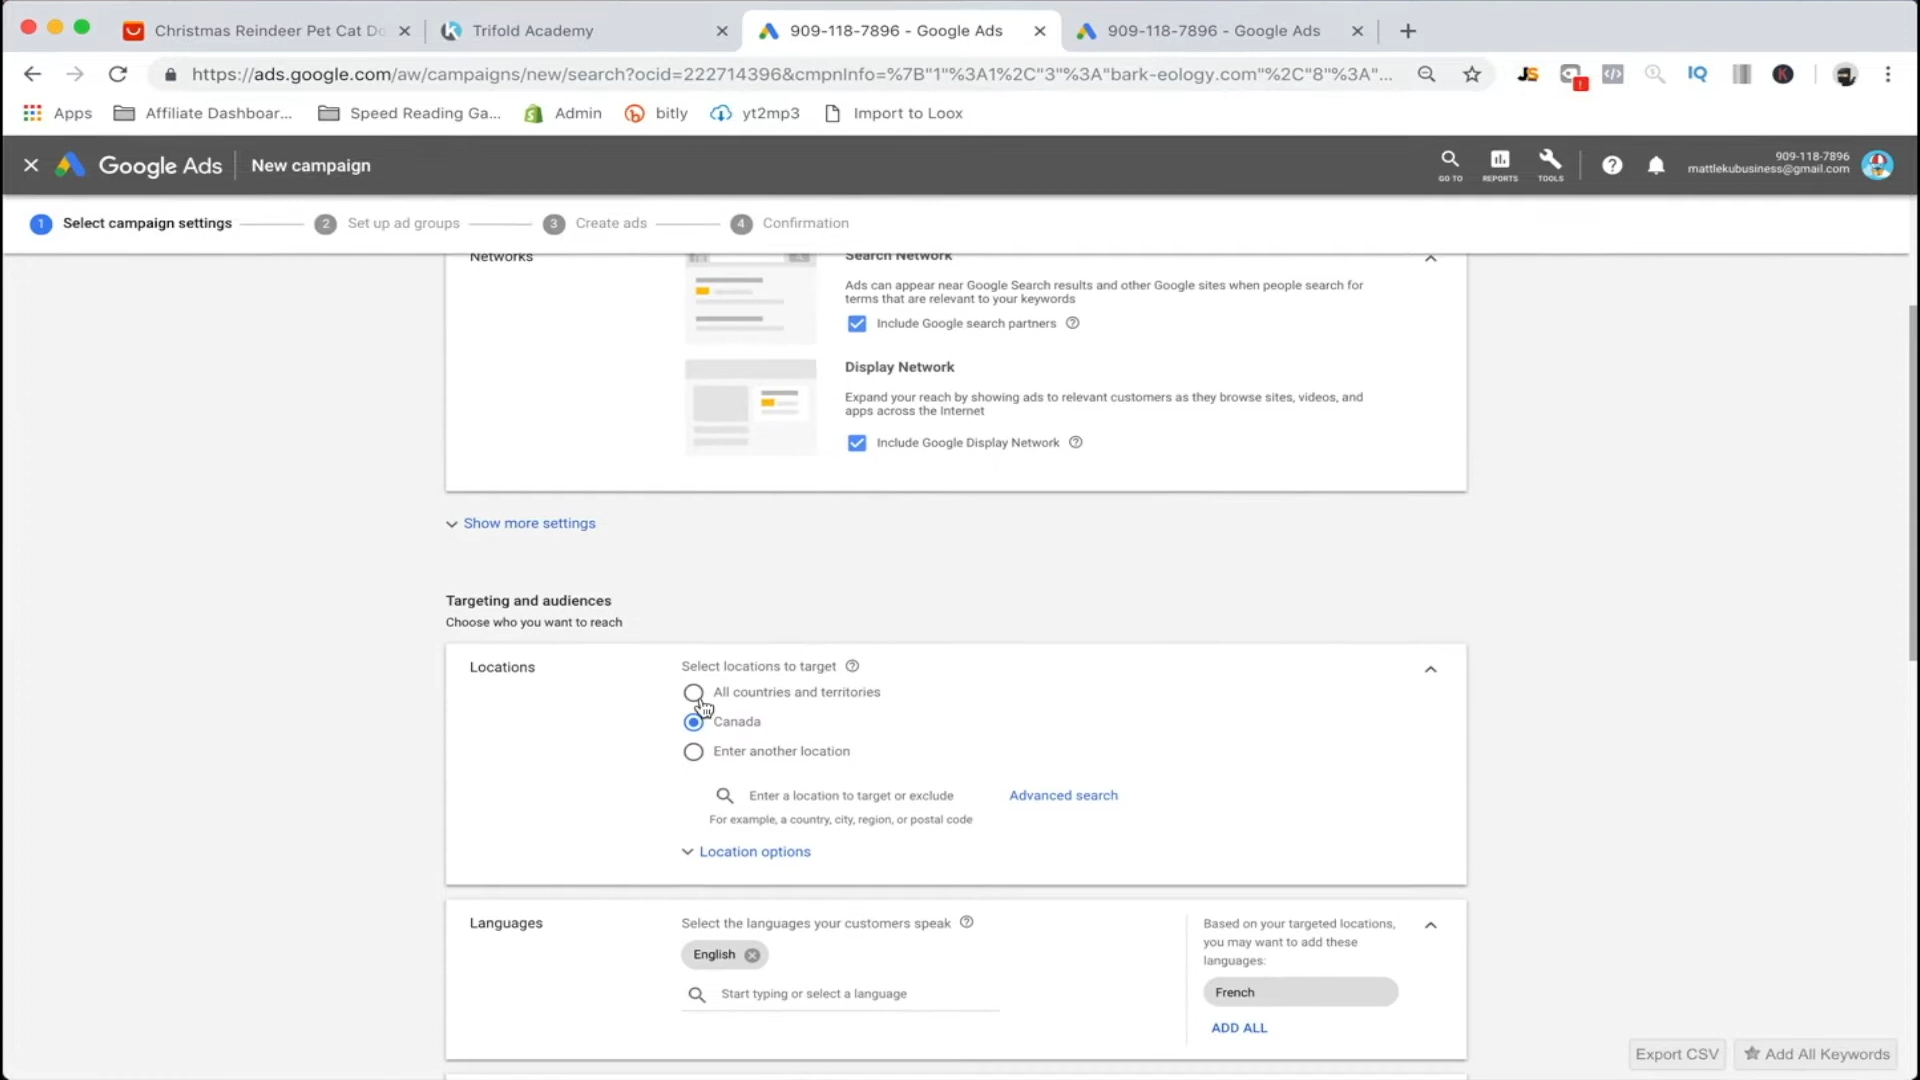 Christmas Reindeer Pet Cat Do
Trifold Academy
909-118-7896 - Google Ads
909-118-7896 - Google Ads
https://ads.google.com/aw/campaigns/new/search?ocid=222714396&cmpnInfo=%7B"1"%3A1%2C"3"%3A"bark-eology.com"%2C"8"%3A"...
JS
IQ
K
Apps
Affiliate Dashboar...
Speed Reading Ga...
Admin
bitly
yt2mp3
Import to Loox
Google Ads
New campaign
GO TO
REPORTS
TOOLS
909-118-7896
mattlekubusiness@gmail.com
1 Select campaign settings
2 Set up ad groups
3 Create ads
4 Confirmation
Networks
Search Network
Ads can appear near Google Search results and other Google sites when people search for
terms that are relevant to your keywords
Include Google search partners
Display Network
Expand your reach by showing ads to relevant customers as they browse sites, videos, and
apps across the Internet
Include Google Display Network
Show more settings
Targeting and audiences
Choose who you want to reach
Locations
Select locations to target
All countries and territories
Canada
Enter another location
Enter a location to target or exclude
Advanced search
For example, a country, city, region, or postal code
Location options
Languages
Select the languages your customers speak
English
Start typing or select a language
Based on your targeted locations,
you may want to add these
languages:
French
ADD ALL
Export CSV
Add All Keywords